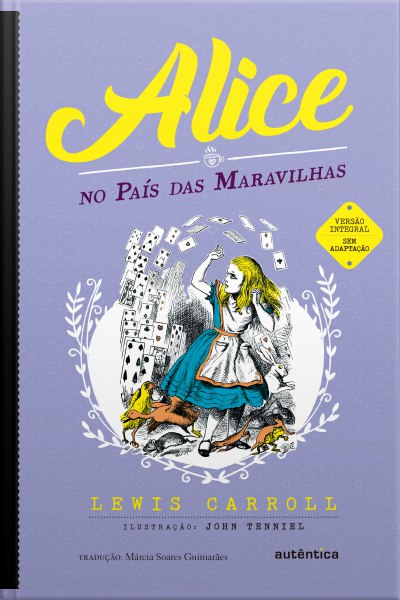 Alice
NO PAÍS DAS MARAVILHAS
VERSÃO
INTEGRAL
SEM
ADAPTAÇÃO
LEWIS CARROLL
ILUSTRAÇÃO: JOHN TENNIEL
TRADUÇÃO: Márcia Soares Guimarães
autêntica